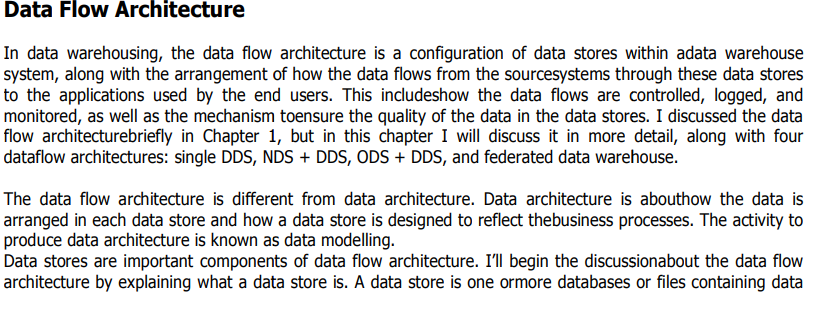 Data Flow Architecture
In data warehousing, the data flow architecture is a configuration of data stores within adata warehouse
system, along with the arrangement of how the data flows from the sourcesystems through these data stores
to the applications used by the end users. This includeshow the data flows are controlled, logged, and
monitored, as well as the mechanism toensure the quality of the data in the data stores. I discussed the data
flow architecturebriefly in Chapter 1, but in this chapter I will discuss it in more detail, along with four
dataflow architectures: single DDS, NDS + DDS, ODS + DDS, and federated data warehouse.
The data flow architecture is different from data architecture. Data architecture is abouthow the data is
arranged in each data store and how a data store is designed to reflect thebusiness processes. The activity to
produce data architecture is known as data modelling.
Data stores are important components of data flow architecture. I'll begin the discussionabout the data flow
architecture by explaining what a data store is. A data store is one ormore databases or files containing data